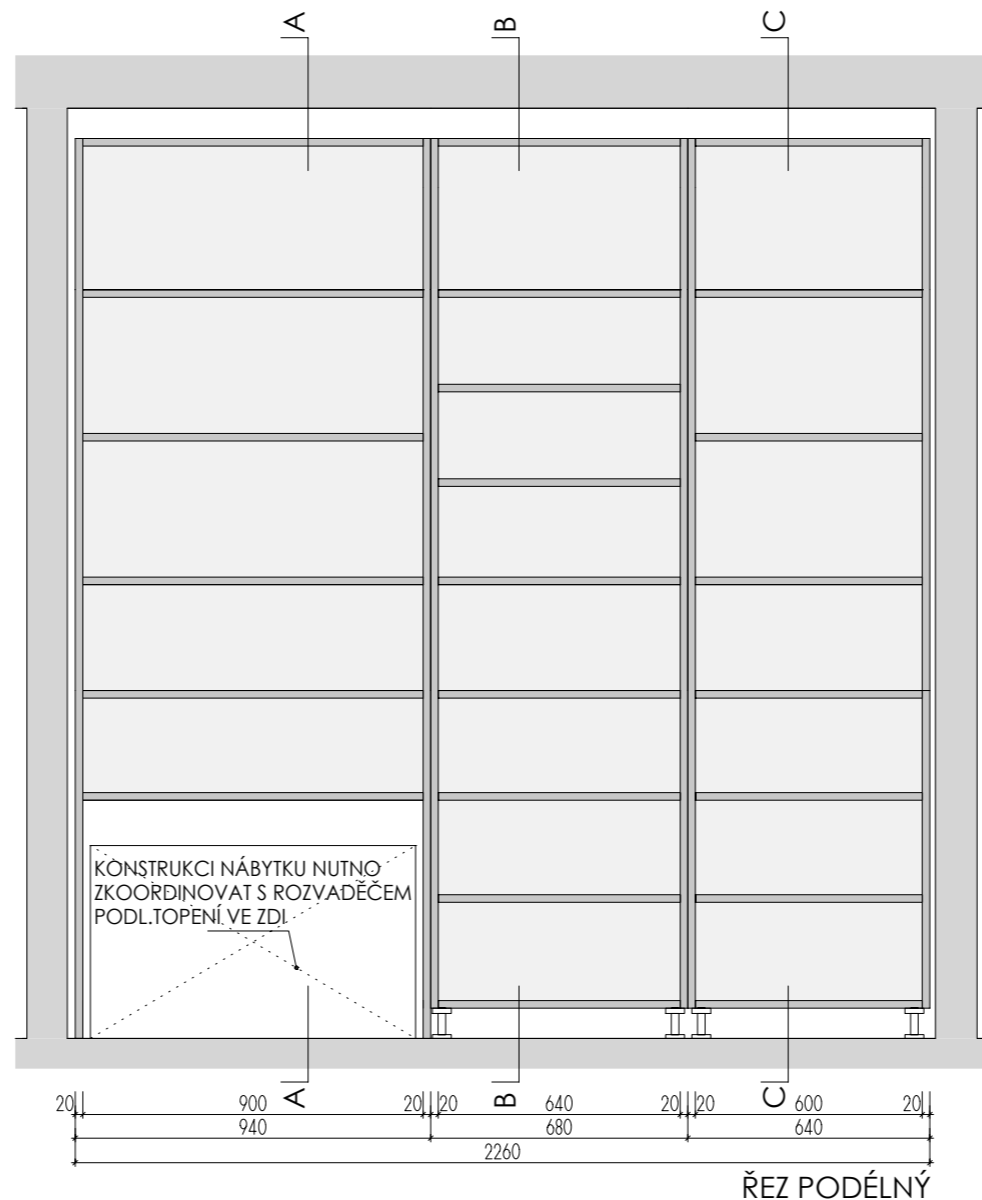 A B C
KONSTRUKCI NÁBYTKU NUTNO
ZKOORDINOVAT S ROZVADĚČEM
PODL.TOPENÍ VE ZDI
A B C
20 900 20 20 640 20 20 600 20
940 680 640
2260
ŘEZ PODÉLNÝ